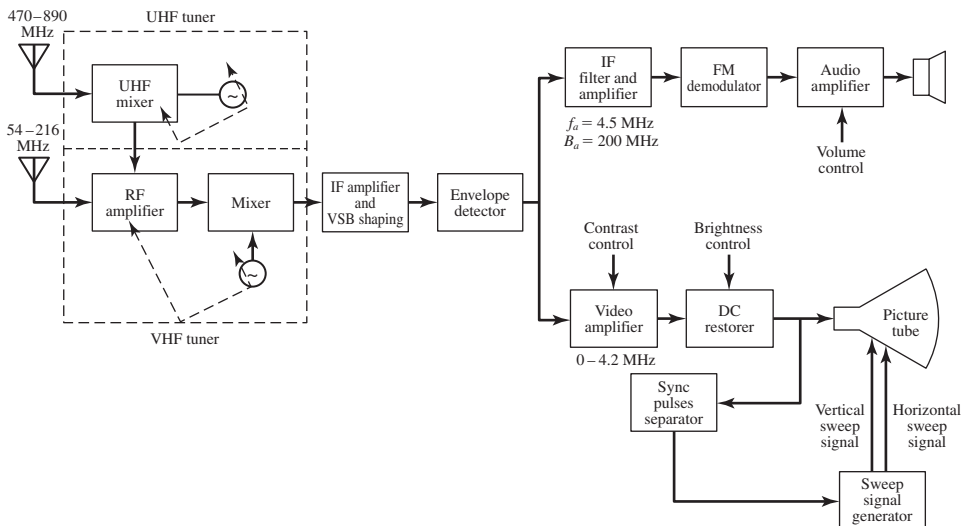 470–890
MHz
UHF tuner
UHF
mixer
~
54–216
MHz
RF
amplifier
Mixer
~
VHF tuner
IF amplifier
and
VSB shaping
Envelope
detector
IF
filter and
amplifier
fa = 4.5 MHz
Ba = 200 MHz
FM
demodulator
Audio
amplifier
Volume
control
Contrast
control
Brightness
control
Video
amplifier
0–4.2 MHz
DC
restorer
Picture
tube
Sync
pulses
separator
Vertical
sweep
signal
Horizontal
sweep
signal
Sweep
signal
generator